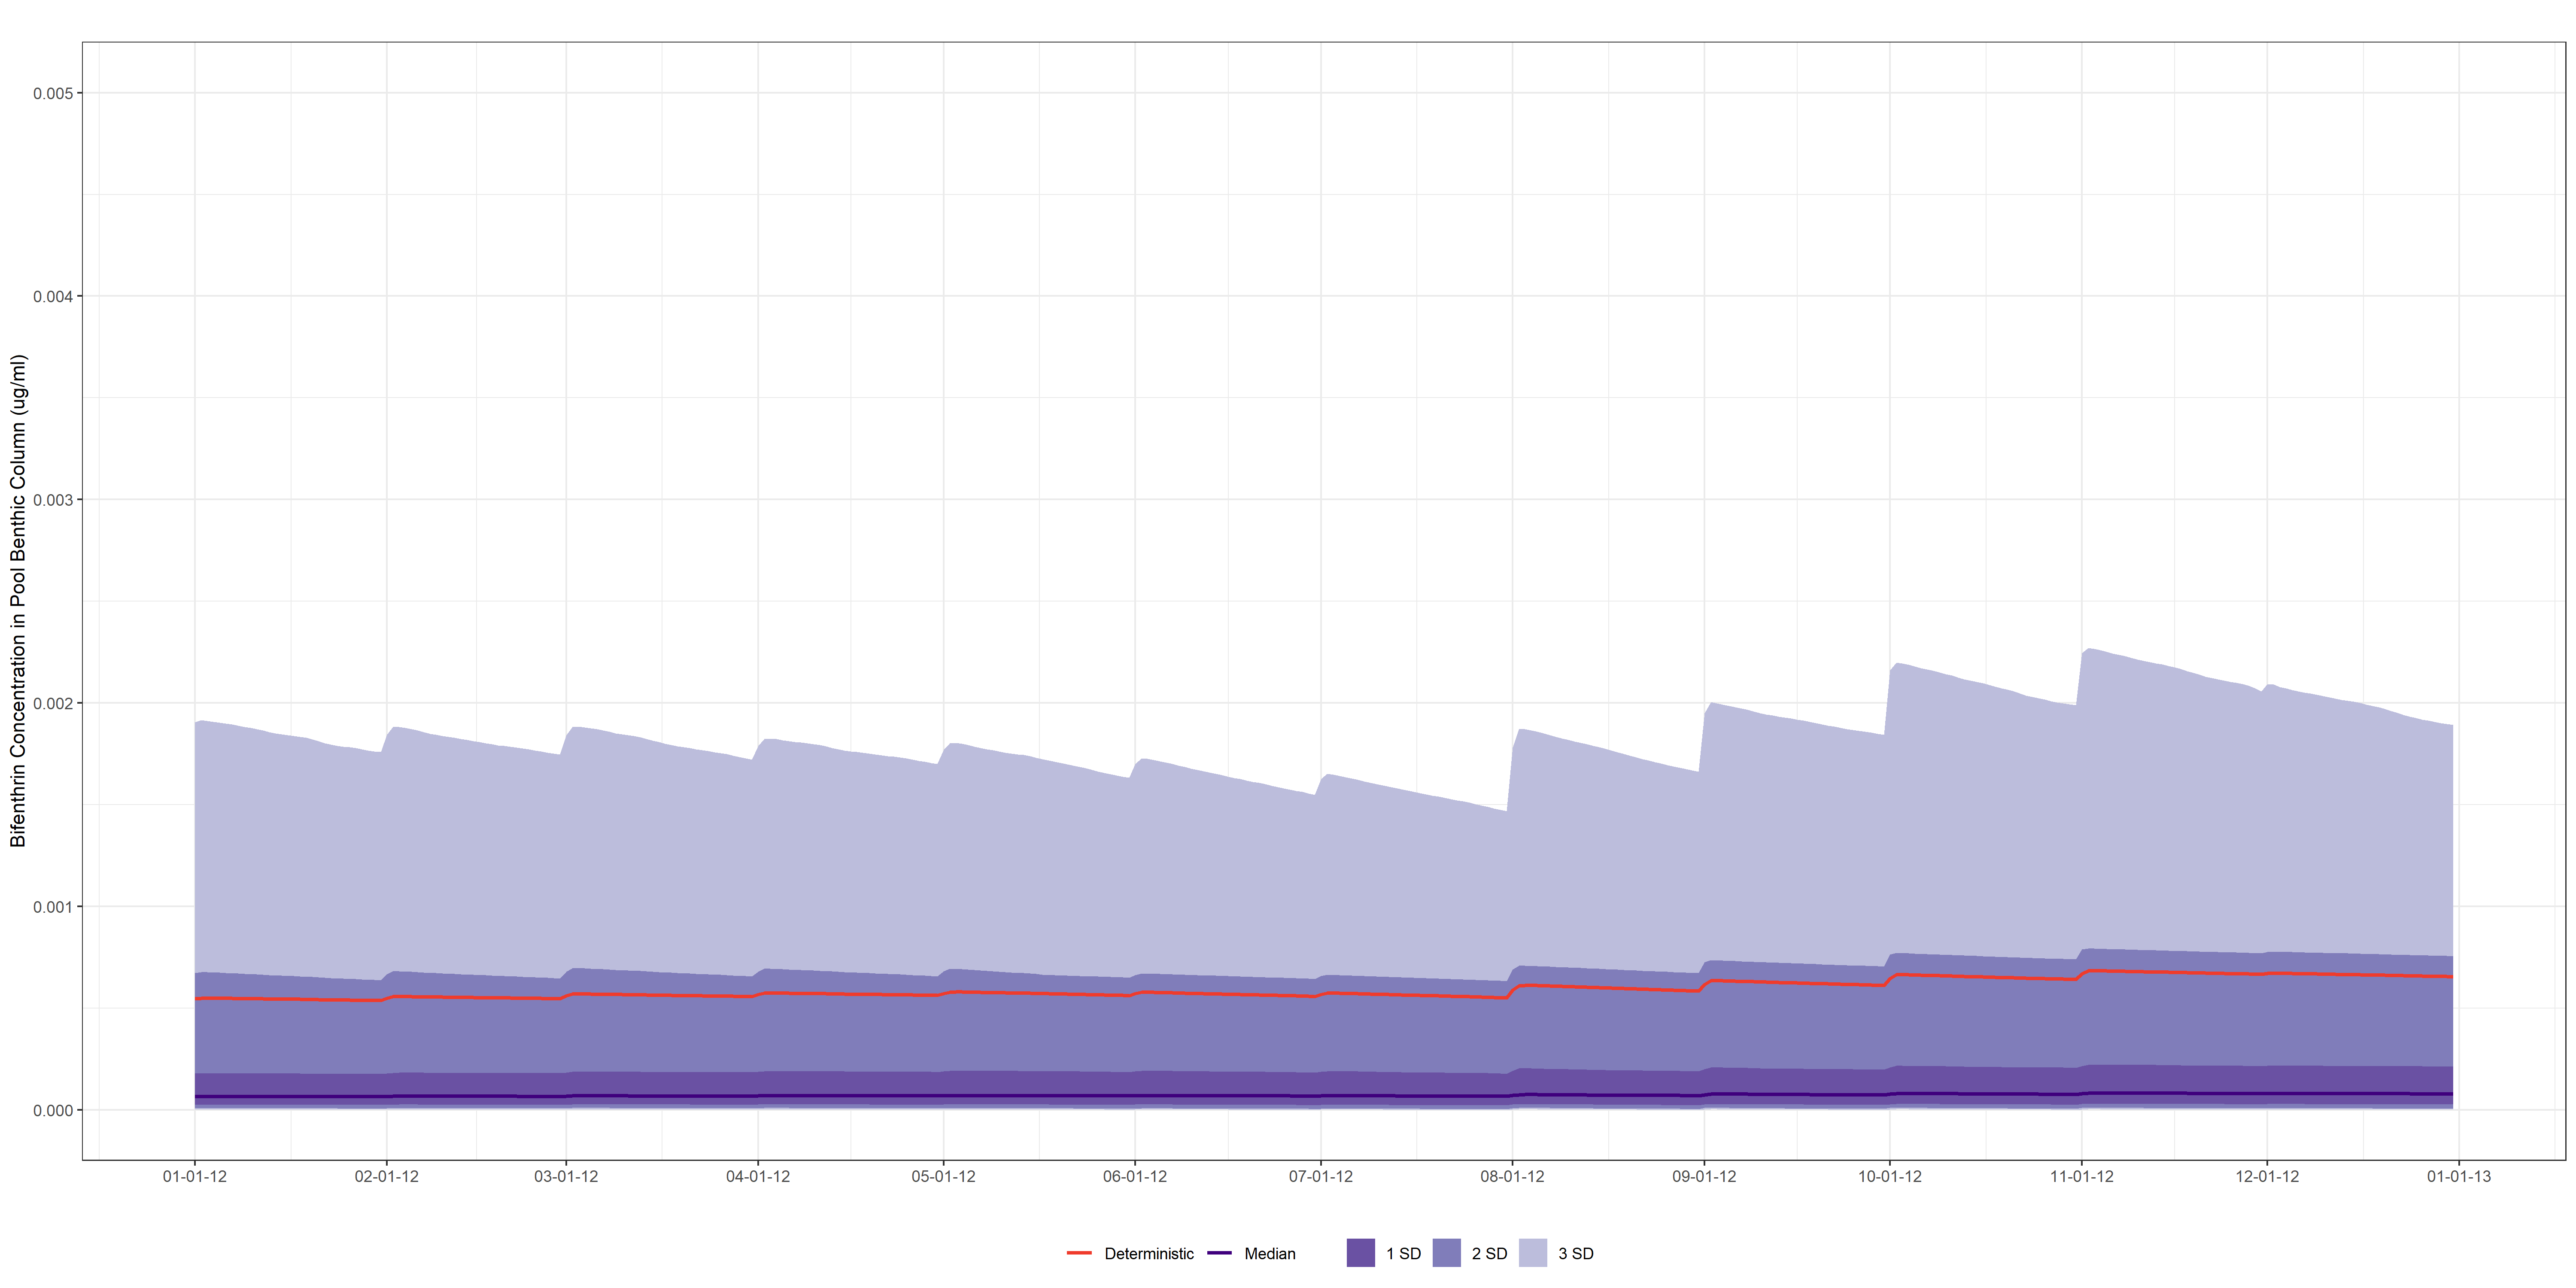 Bifenthrin Concentration in Pool Benthic Column (ug/ml)
0.005
0.004
0.003
0.002
0.001
0.000
01-01-12 02-01-12 03-01-12 04-01-12 05-01-12 06-01-12 07-01-12 08-01-12 09-01-12 10-01-12 11-01-12 12-01-12 01-01-13
Deterministic Median 1 SD 2 SD 3 SD